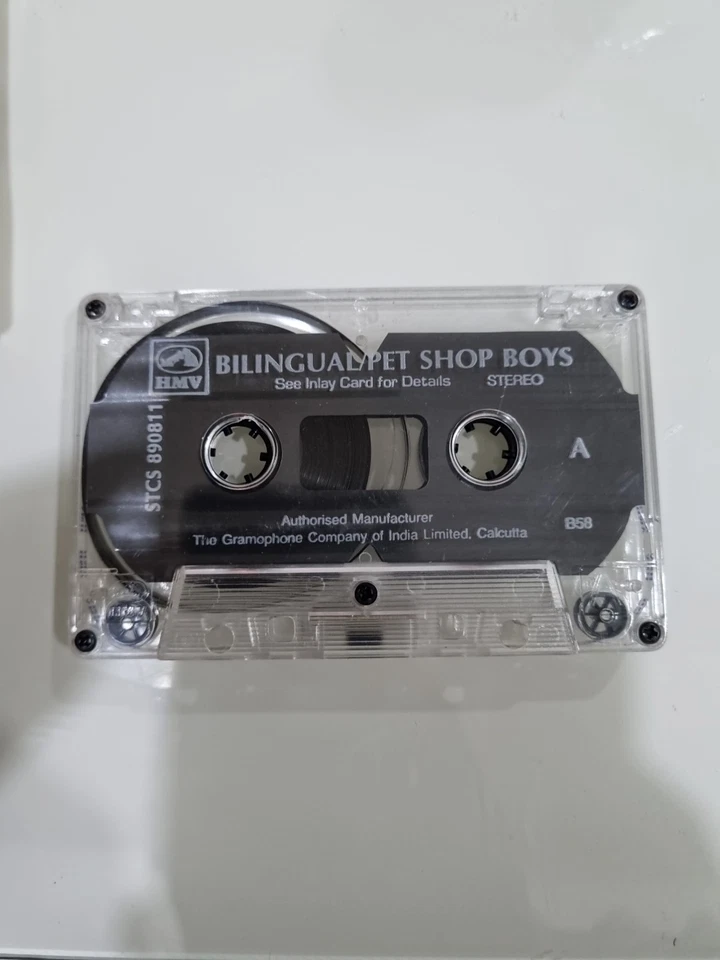 BILINGUAL/PET SHOP BOYS
HMV
See Inlay Card for Details STEREO
STCS 890811
A
Authorised Manufacturer
The Gramophone Company of India Limited, Calcutta
B58